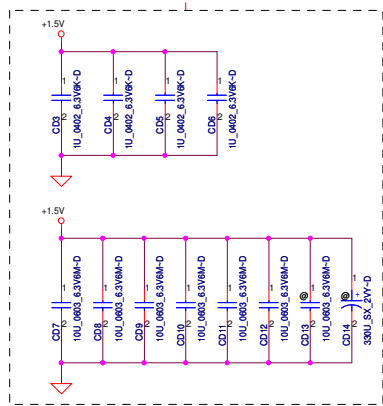 +1.5V
1
2
CD3
1U_0402_6.3V6K~D
1
2
CD4
1U_0402_6.3V6K~D
1
2
CD5
1U_0402_6.3V6K~D
1
2
CD6
1U_0402_6.3V6K~D
+1.5V
1
2
CD7
10U_0603_6.3V6M~D
1
2
CD8
10U_0603_6.3V6M~D
1
2
CD9
10U_0603_6.3V6M~D
1
2
CD10
10U_0603_6.3V6M~D
1
2
CD11
10U_0603_6.3V6M~D
1
2
CD12
10U_0603_6.3V6M~D
@
1
2
CD13
10U_0603_6.3V6M~D
@
1
+
2
CD14
330U_SX_2VY~D